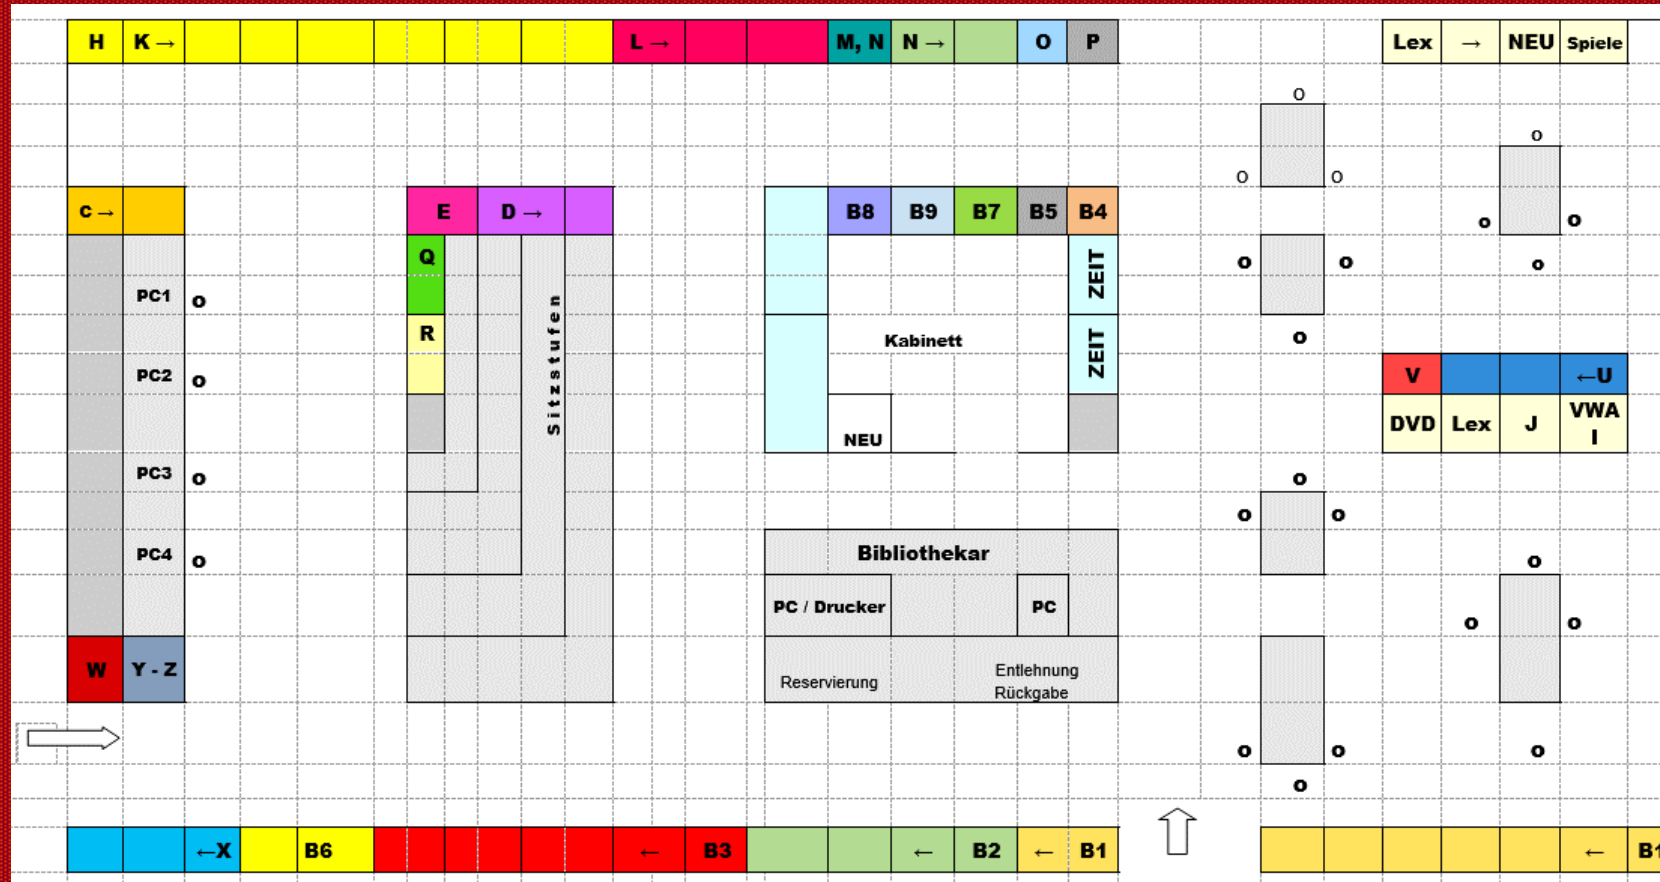 H K→ L→ M, N N→ O P Lex → NEU Spiele
o
o
o o
C→ E D→ B8 B9 B7 B5 B4 o o
Q ZEIT o o o
PC1 o Sitzstufen
R Kabinett ZEIT o
PC2 o V ←U
NEU DVD Lex J VWA
I
PC3 o o
o o
PC4 o Bibliothekar o
PC / Drucker PC o o
W Y - Z Reservierung Entlehnung
Rückgabe
o o o
o
←X B6 ← B3 ← B2 ← B1 ← B1